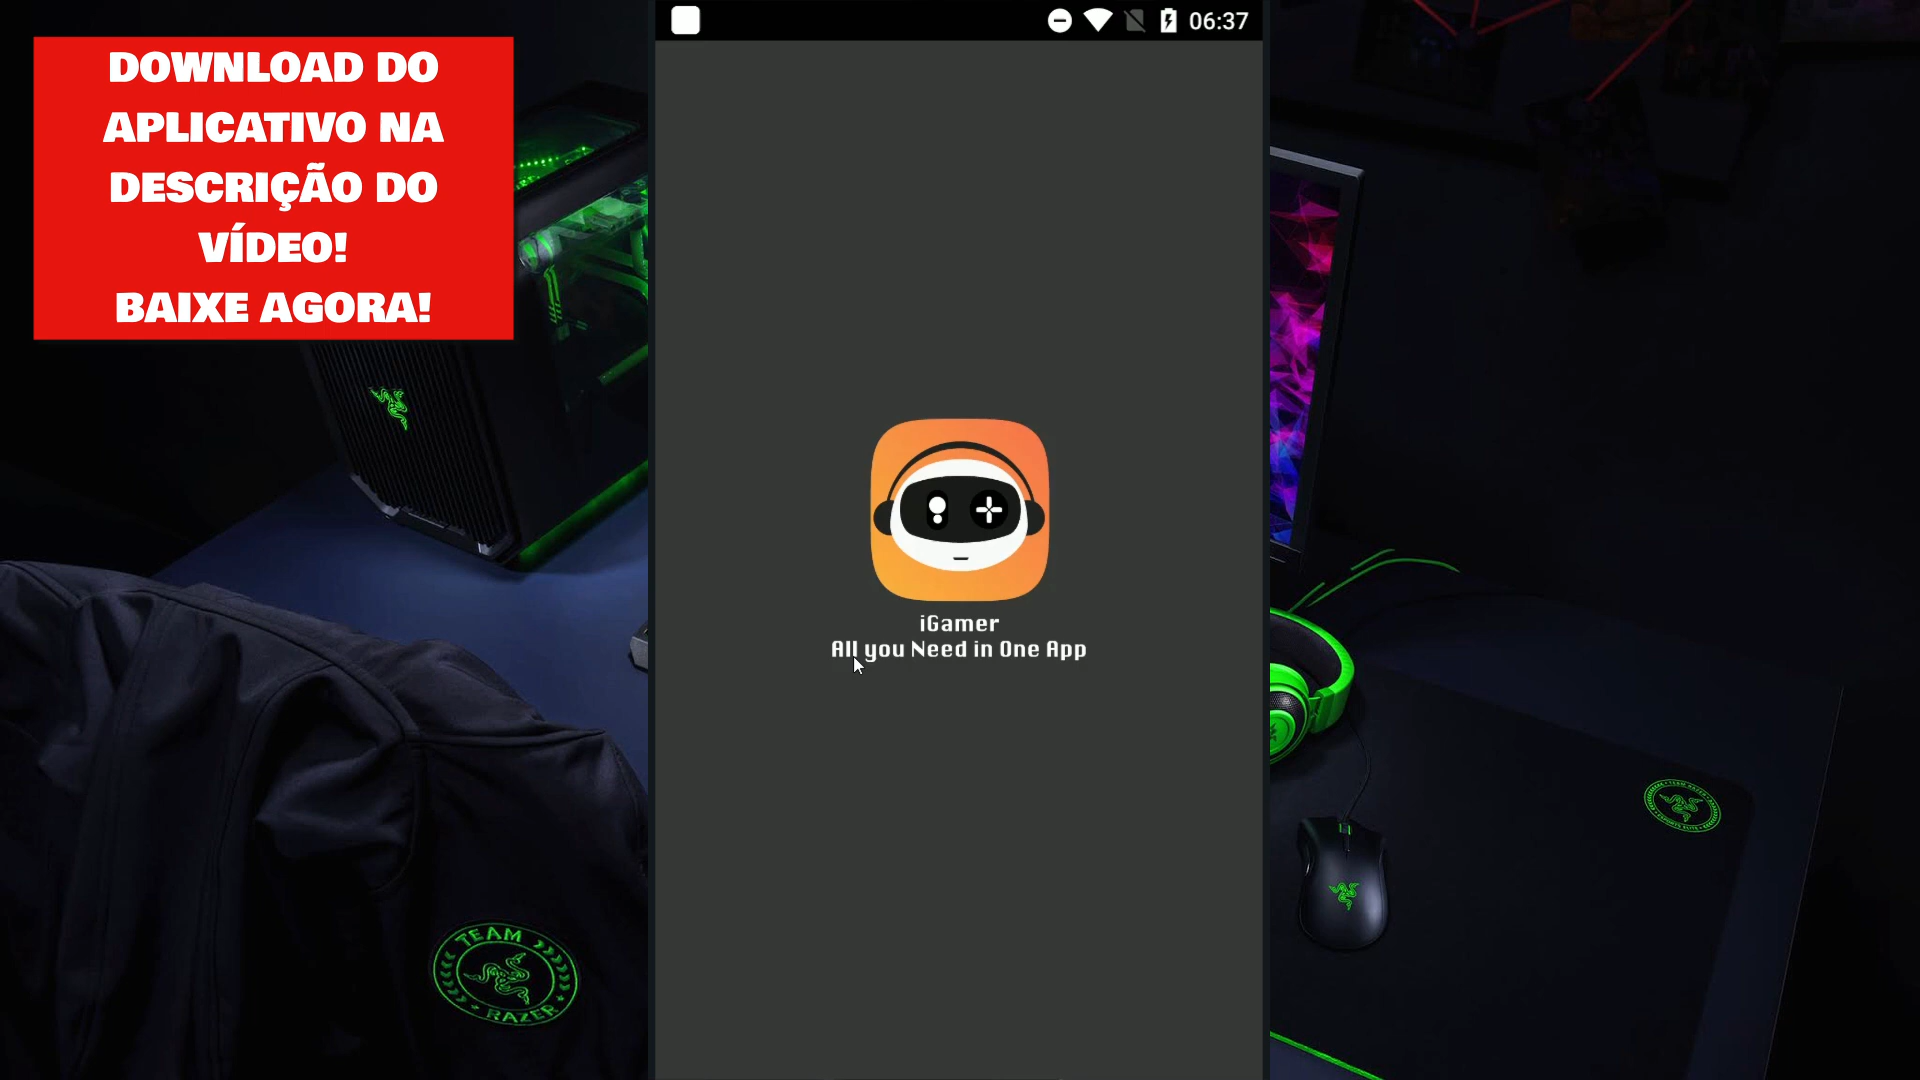 DOWNLOAD DO
APLICATIVO NA
DESCRIÇÃO DO
VÍDEO!
BAIXE AGORA!
06:37
iGamer
All you Need in One App
TEAM
RAZER